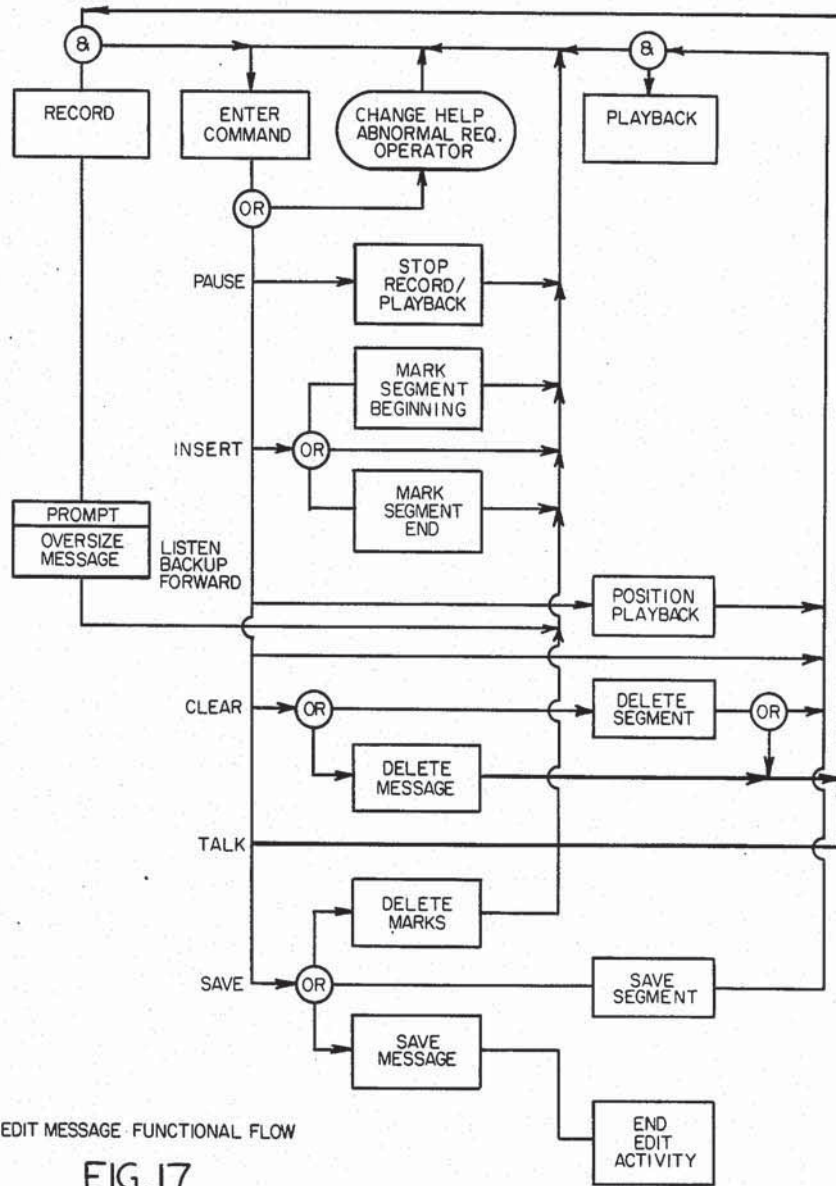 &
&
RECORD
ENTER
COMMAND
CHANGE HELP
ABNORMAL REQ.
OPERATOR
PLAYBACK
OR
PAUSE
STOP
RECORD/
PLAYBACK
MARK
SEGMENT
BEGINNING
INSERT
OR
MARK
SEGMENT
END
PROMPT
OVERSIZE
MESSAGE
LISTEN
BACKUP
FORWARD
POSITION
PLAYBACK
CLEAR
OR
DELETE
SEGMENT
OR
DELETE
MESSAGE
TALK
DELETE
MARKS
SAVE
OR
SAVE
SEGMENT
SAVE
MESSAGE
END
EDIT
ACTIVITY
EDIT MESSAGE FUNCTIONAL FLOW
FIG. 17